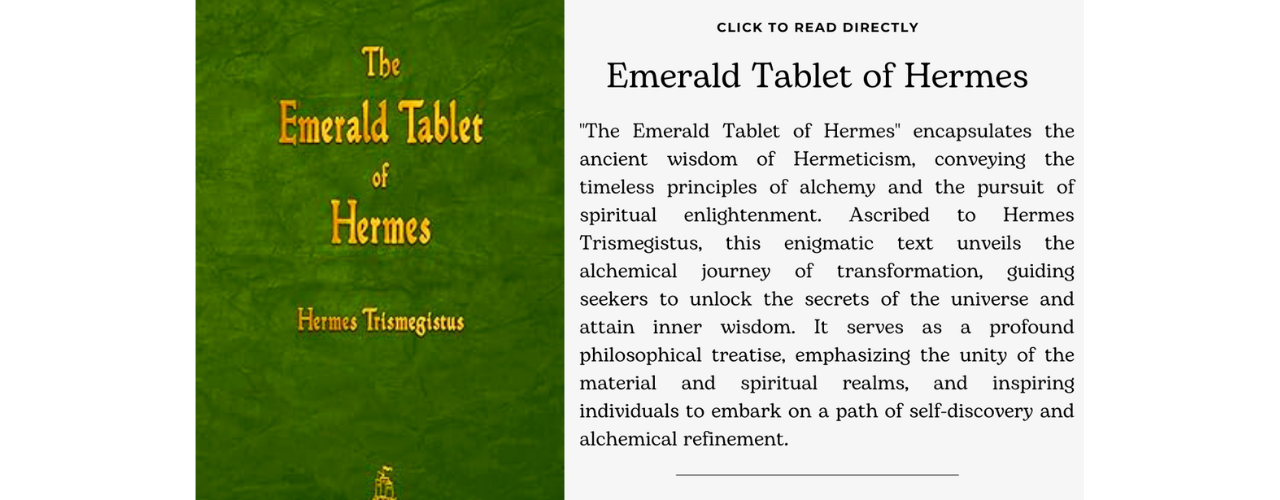 The
Emerald Tablet
of
Hermes
Hermes Trismegistus
CLICK TO READ DIRECTLY
Emerald Tablet of Hermes
"The Emerald Tablet of Hermes" encapsulates the
ancient wisdom of Hermeticism, conveying the
timeless principles of alchemy and the pursuit of
spiritual enlightenment. Ascribed to Hermes
Trismegistus, this enigmatic text unveils the
alchemical journey of transformation, guiding
seekers to unlock the secrets of the universe and
attain inner wisdom. It serves as a profound
philosophical treatise, emphasizing the unity of the
material and spiritual realms, and inspiring
individuals to embark on a path of self-discovery and
alchemical refinement.